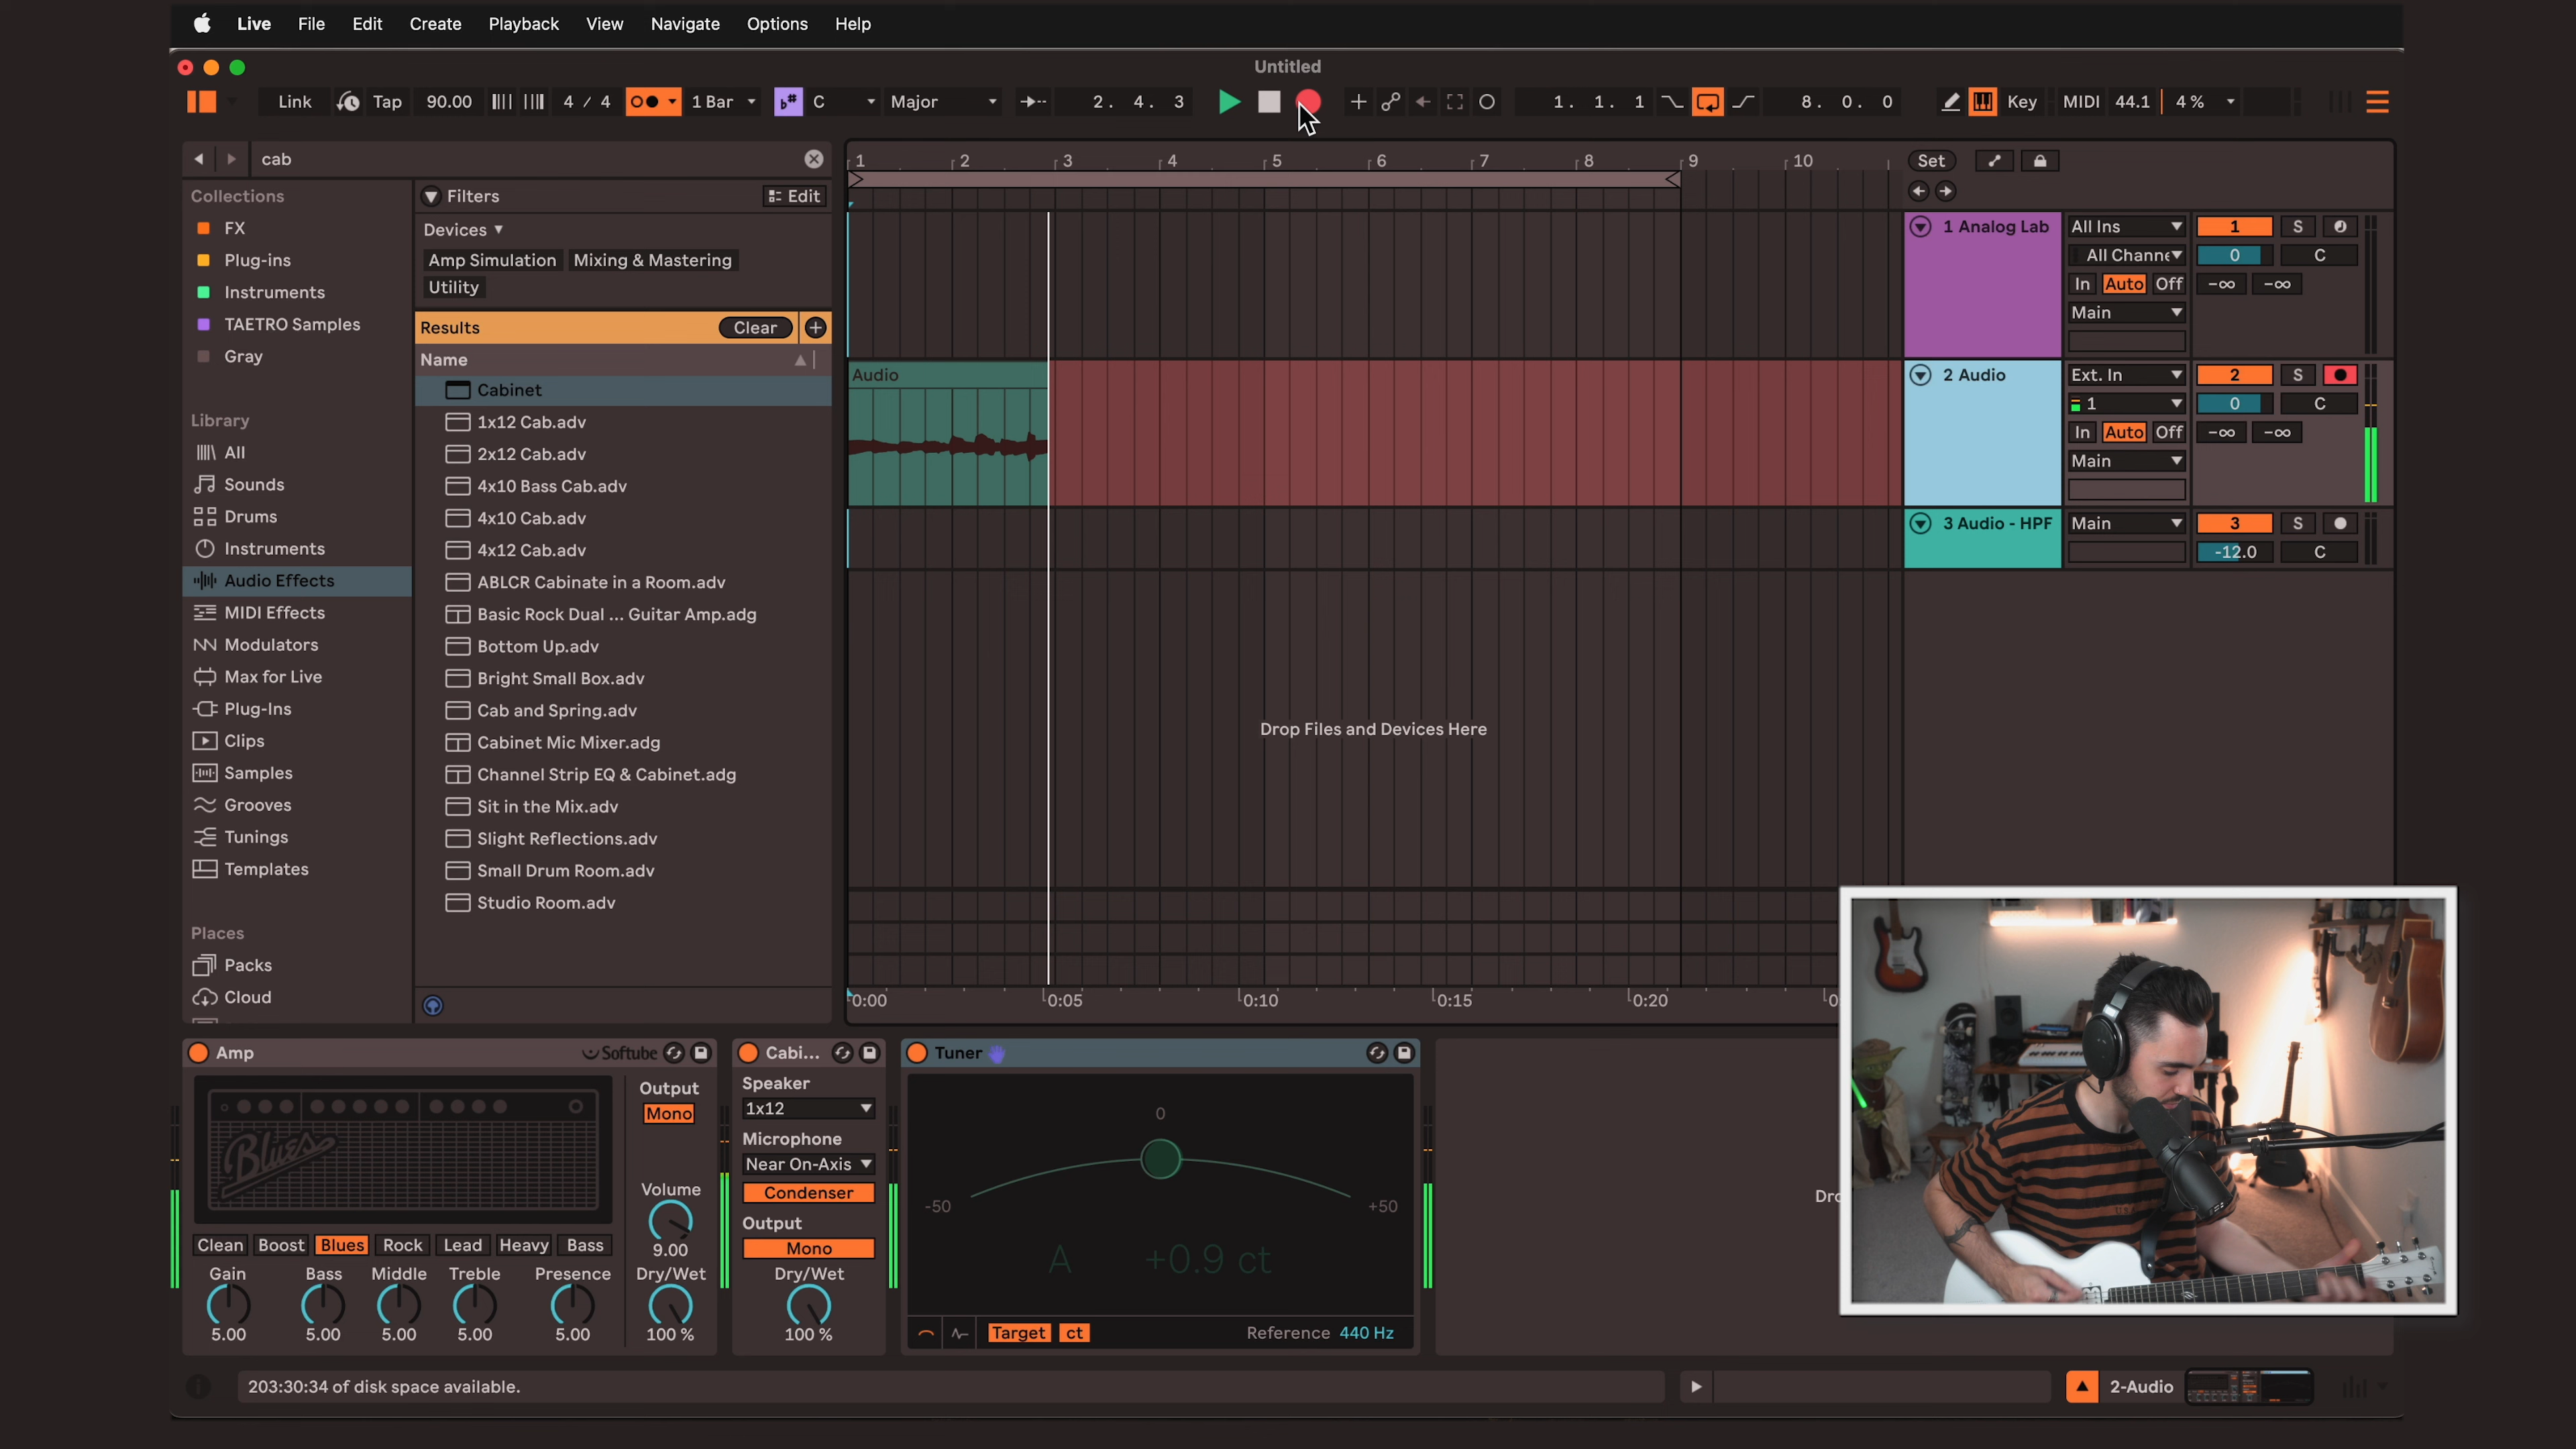 Live File Edit Create Playback View Navigate Options Help
Untitled
Link Tap 90.00 4 / 4 1 Bar C Major 2. 4. 3 1. 1. 1 8. 0. 0 Key MIDI 44.1 4 %
cab
Collections
FX
Plug-ins
Instruments
TAETRO Samples
Gray
Library
All
Sounds
Drums
Instruments
Audio Effects
MIDI Effects
Modulators
Max for Live
Plug-Ins
Clips
Samples
Grooves
Tunings
Templates
Places
Packs
Cloud
Filters Edit
Devices
Amp Simulation Mixing & Mastering
Utility
Results Clear
Name
Cabinet
1x12 Cab.adv
2x12 Cab.adv
4x10 Bass Cab.adv
4x10 Cab.adv
4x12 Cab.adv
ABLCR Cabinate in a Room.adv
Basic Rock Dual ... Guitar Amp.adg
Bottom Up.adv
Bright Small Box.adv
Cab and Spring.adv
Cabinet Mic Mixer.adg
Channel Strip EQ & Cabinet.adg
Sit in the Mix.adv
Slight Reflections.adv
Small Drum Room.adv
Studio Room.adv
1 2 3 4 5 6 7 8 9 10
Audio
Drop Files and Devices Here
0:00 0:05 0:10 0:15 0:20
Set
1 Analog Lab All Ins 1 S
All Channe 0 C
In Auto Off -∞ -∞
Main
2 Audio Ext. In 2 S
1 0 C
In Auto Off -∞ -∞
Main
3 Audio - HPF Main 3 S
-12.0 C
Amp Softube
Blues
Output
Mono
Volume
9.00
Clean Boost Blues Rock Lead Heavy Bass
Gain Bass Middle Treble Presence Dry/Wet
5.00 5.00 5.00 5.00 5.00 100 %
Cabi...
Speaker
1x12
Microphone
Near On-Axis
Condenser
Output
Mono
Dry/Wet
100 %
Tuner
0
-50 +50
A +0.9 ct
Target ct Reference 440 Hz
Dro
203:30:34 of disk space available.
2-Audio